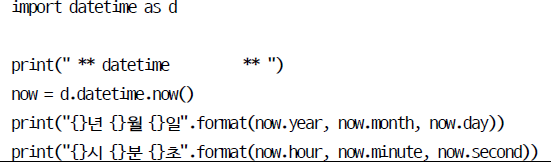 import datetime as d
print(" ** datetime          ** ")
now = d.datetime.now()
print("{}년 {}월 {}일".format(now.year, now.month, now.day))
print("{}시 {}분 {}초".format(now.hour, now.minute, now.second))